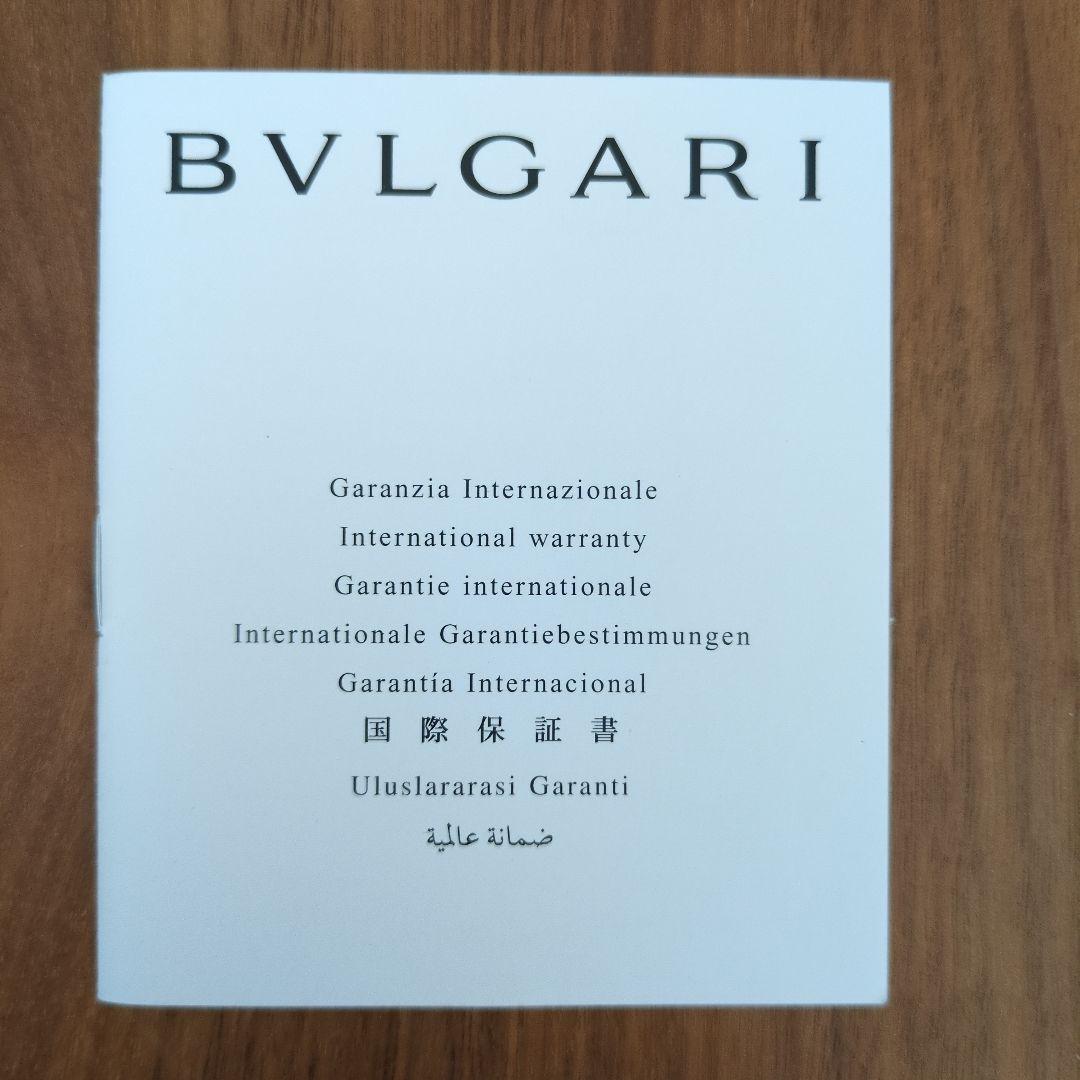 BVLGARI
Garanzia Internazionale
International warranty
Garantie internationale
Internationale Garantiebestimmungen
Garantía Internacional
国際保証書
Uluslararasi Garanti
ضمانة عالمية